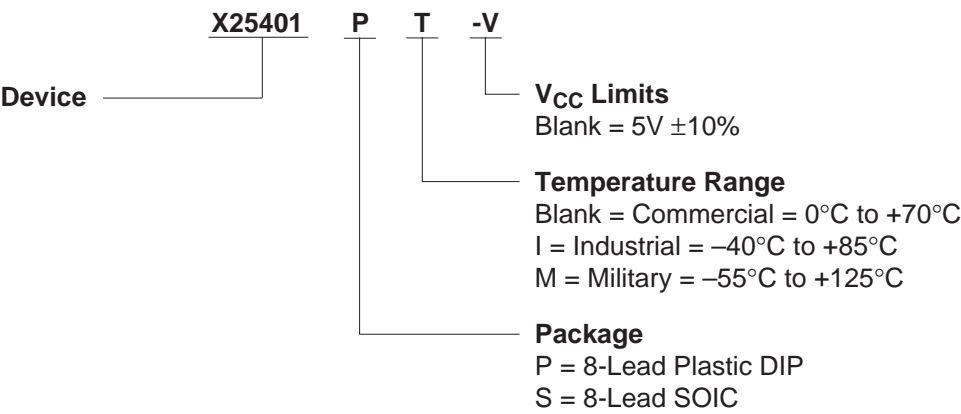 X25401 P T -V
Device
VCC Limits
Blank = 5V ±10%
Temperature Range
Blank = Commercial = 0°C to +70°C
I = Industrial = –40°C to +85°C
M = Military = –55°C to +125°C
Package
P = 8-Lead Plastic DIP
S = 8-Lead SOIC